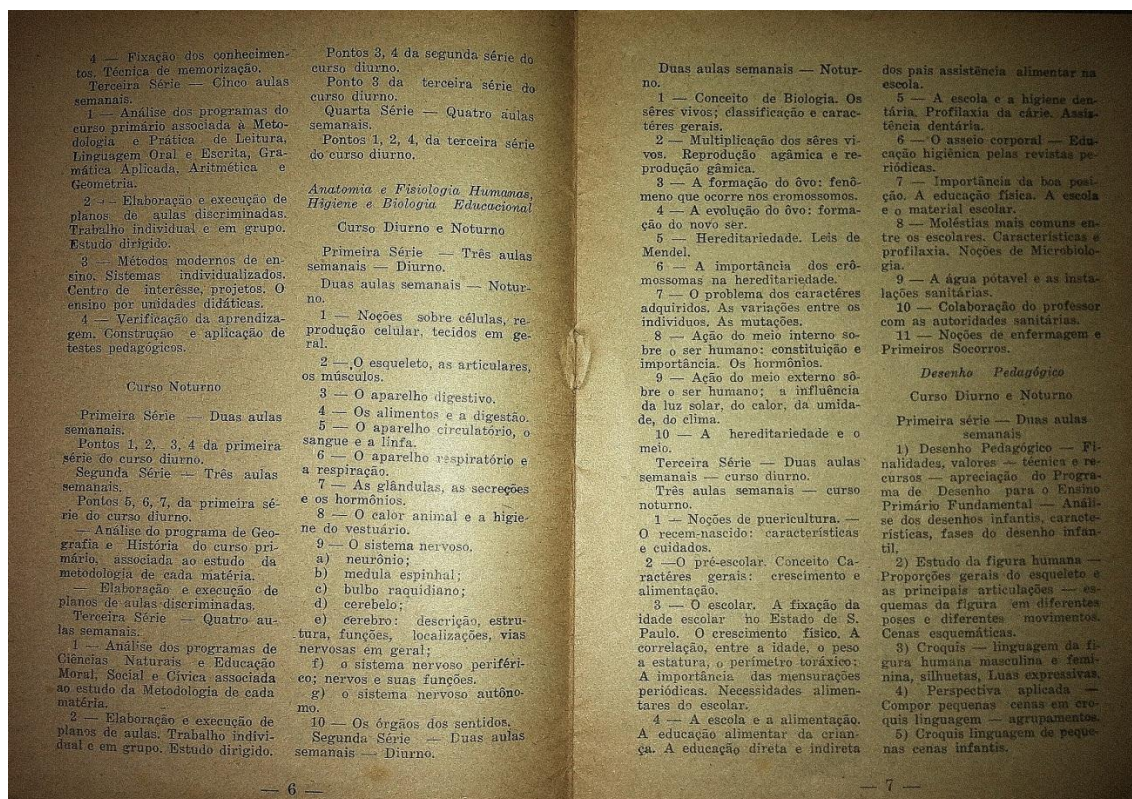 4 — Fixação dos conhecimen-
tos. Técnica de memorização.
Terceira Série — Cinco aulas
semanais.
1 — Análise dos programas do
curso primário associada à Meto-
dologia e Prática de Leitura,
Linguagem Oral e Escrita, Gra-
mática Aplicada, Aritmética e
Geometria.
2 — Elaboração e execução de
planos de aulas discriminadas.
Trabalho individual e em grupo.
Estudo dirigido.
3 — Métodos modernos de en-
sino. Sistemas individualizados.
Centro de interêsse, projetos. O
ensino por unidades didáticas.
4 — Verificação da aprendiza-
gem. Construção e aplicação de
testes pedagógicos.
Curso Noturno
Primeira Série — Duas aulas
semanais.
Pontos 1, 2, 3, 4 da primeira
série do curso diurno.
Segunda Série — Três aulas
semanais.
Pontos 5, 6, 7, da primeira sé-
rie do curso diurno.
— Análise do programa de Geo-
grafia e História do curso pri-
mário, associada ao estudo da
metodologia de cada matéria.
— Elaboração e execução de
planos de aulas discriminadas.
Terceira Série — Quatro au-
las semanais.
1 — Análise dos programas de
Ciências Naturais e Educação
Moral, Social e Cívica associada
ao estudo da Metodologia de cada
matéria.
2 — Elaboração e execução de
planos de aulas. Trabalho indivi-
dual e em grupo. Estudo dirigido.
Pontos 3, 4 da segunda série do
curso diurno.
Ponto 3 da terceira série do
curso diurno.
Quarta Série — Quatro aulas
semanais.
Pontos 1, 2, 4, da terceira série
do curso diurno.
Anatomia e Fisiologia Humanas,
Higiene e Biologia Educacional
Curso Diurno e Noturno
Primeira Série — Três aulas
semanais — Diurno.
Duas aulas semanais — Notur-
no.
1 — Noções sobre células, re-
produção celular, tecidos em ge-
ral.
2 — O esqueleto, as articulares,
os músculos.
3 — O aparelho digestivo.
4 — Os alimentos e a digestão.
5 — O aparelho circulatório, o
sangue e a linfa.
6 — O aparelho respiratório e
a respiração.
7 — As glândulas, as secreções
e os hormônios.
8 — O calor animal e a higie-
ne do vestuário.
9 — O sistema nervoso.
a) neurônio;
b) medula espinhal;
c) bulbo raquidiano;
d) cerebelo;
e) cerebro: descrição, estru-
tura, funções, localizações, vias
nervosas em geral;
f) o sistema nervoso periféri-
co; nervos e suas funções.
g) o sistema nervoso autôno-
mo.
10 — Os órgãos dos sentidos.
Segunda Série — Duas aulas
semanais — Diurno.
— 6 —
Duas aulas semanais — Notur-
no.
1 — Conceito de Biologia. Os
sêres vivos; classificação e carac-
téres gerais.
2 — Multiplicação dos sêres vi-
vos. Reprodução agâmica e re-
produção gâmica.
3 — A formação do ôvo: fenô-
meno que ocorre nos cromossomos.
4 — A evolução do ôvo: forma-
ção do novo ser.
5 — Hereditariedade. Leis de
Mendel.
6 — A importância dos crô-
mossomas na hereditariedade.
7 — O problema dos caractéres
adquiridos. As variações entre os
individuos. As mutações.
8 — Ação do meio interno so-
bre o ser humano: constituição e
importância. Os hormônios.
9 — Ação do meio externo sô-
bre o ser humano; a influência
da luz solar, do calor, da umida-
de, do clima.
10 — A hereditariedade e o
meio.
Terceira Série — Duas aulas
semanais — curso diurno.
Três aulas semanais — curso
noturno.
1 — Noções de puericultura. —
O recem-nascido: características
e cuidados.
2 —O pré-escolar. Conceito Ca-
ractéres gerais: crescimento e
alimentação.
3 — O escolar. A fixação da
idade escolar no Estado de S.
Paulo. O crescimento físico. A
correlação, entre a idade, o peso
a estatura, o perímetro toráxico:
A importância das mensurações
periódicas. Necessidades alimen-
tares do escolar.
4 — A escola e a alimentação.
A educação alimentar da crian-
ça. A educação direta e indireta
dos pais assistência alimentar na
escola.
5 — A escola e a higiene den-
tária. Profilaxia da cárie. Assis-
tência dentária.
6 — O asseio corporal — Edu-
cação higiênica pelas revistas pe-
riódicas.
7 — Importância da boa posi-
ção. A educação física. A escola
e o material escolar.
8 — Moléstias mais comuns en-
tre os escolares. Características e
profilaxia. Noções de Microbiolo-
gia.
9 — A água pótavel e as insta-
lações sanitárias.
10 — Colaboração do professor
com as autoridades sanitárias.
11 — Noções de enfermagem e
Primeiros Socorros.
Desenho Pedagógico
Curso Diurno e Noturno
Primeira série — Duas aulas
semanais
1) Desenho Pedagógico — Fi-
nalidades, valores — técnica e re-
cursos — apreciação do Progra-
ma de Desenho para o Ensino
Primário Fundamental — Análi-
se dos desenhos infantis, caracte-
rísticas, fases do desenho infan-
til.
2) Estudo da figura humana —
Proporções gerais do esqueleto e
as principais articulações — es-
quemas da figura em diferentes
poses e diferentes movimentos.
Cenas esquemáticas.
3) Croquis — linguagem da fi-
gura humana masculina e femi-
nina, silhuetas, Luas expressivas.
4) Perspectiva aplicada —
Compor pequenas cenas em cro-
quis linguagem — agrupamentos.
5) Croquis linguagem de peque-
nas cenas infantis.
— 7 —